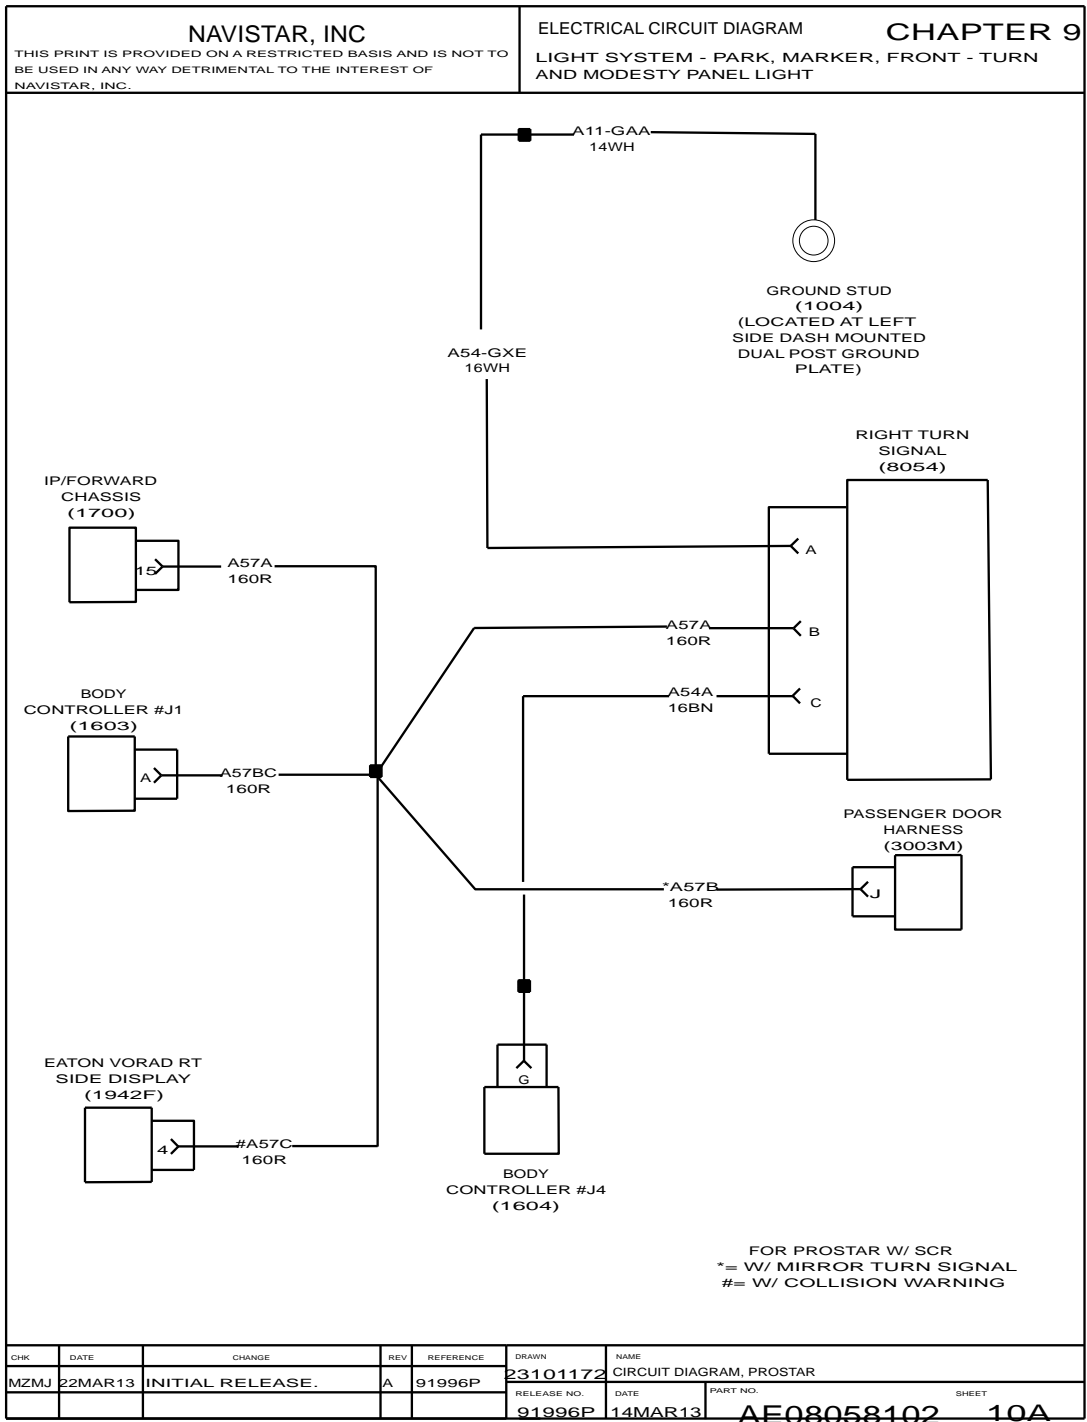 NAVISTAR, INC
THIS PRINT IS PROVIDED ON A RESTRICTED BASIS AND IS NOT TO
BE USED IN ANY WAY DETRIMENTAL TO THE INTEREST OF
NAVISTAR, INC.
ELECTRICAL CIRCUIT DIAGRAM
CHAPTER 9
LIGHT SYSTEM - PARK, MARKER, FRONT - TURN
AND MODESTY PANEL LIGHT
A11-GAA
14WH
GROUND STUD
(1004)
(LOCATED AT LEFT
SIDE DASH MOUNTED
DUAL POST GROUND
PLATE)
A54-GXE
16WH
RIGHT TURN
SIGNAL
(8054)
A
B
C
IP/FORWARD
CHASSIS
(1700)
15
A57A
160R
A57A
160R
A54A
16BN
BODY
CONTROLLER #J1
(1603)
A
A57BC
160R
PASSENGER DOOR
HARNESS
(3003M)
J
*A57B
160R
EATON VORAD RT
SIDE DISPLAY
(1942F)
4
#A57C
160R
G
BODY
CONTROLLER #J4
(1604)
FOR PROSTAR W/ SCR
*= W/ MIRROR TURN SIGNAL
#= W/ COLLISION WARNING
CHK DATE CHANGE REV REFERENCE
MZMJ 22MAR13 INITIAL RELEASE. A 91996P
DRAWN
23101172
NAME
CIRCUIT DIAGRAM, PROSTAR
RELEASE NO.
91996P
DATE
14MAR13
PART NO.
AE08058102
SHEET
10A